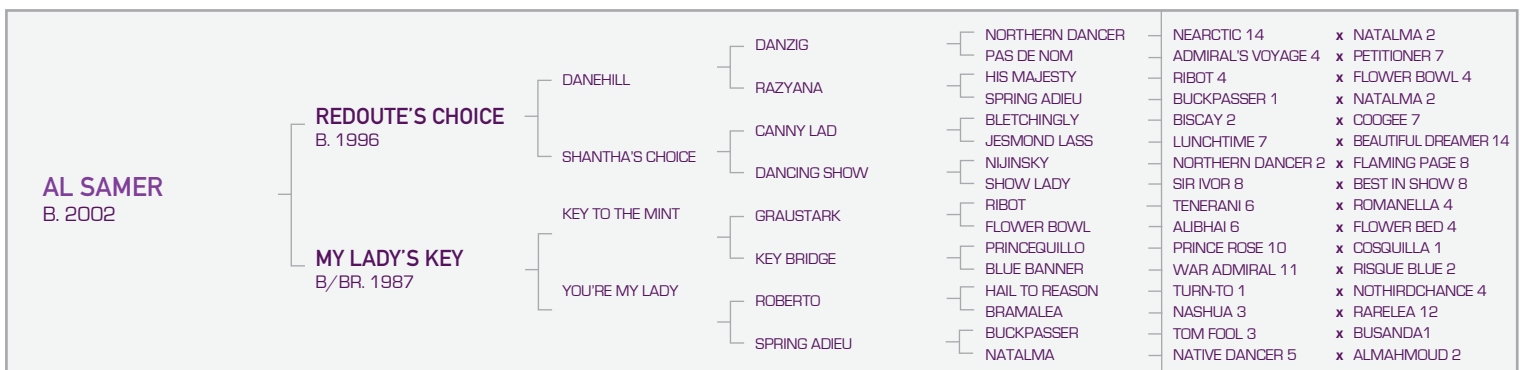 NORTHERN DANCER NEARCTIC 14 x NATALMA 2
DANZIG
PAS DE NOM ADMIRAL'S VOYAGE 4 x PETITIONER 7
DANEHILL
HIS MAJESTY RIBOT 4 x FLOWER BOWL 4
RAZYANA
SPRING ADIEU BUCKPASSER 1 x NATALMA 2
REDOUTE'S CHOICE
B. 1996
BLETCHINGLY BISCAY 2 x COOGEE 7
CANNY LAD
JESMOND LASS LUNCHTIME 7 x BEAUTIFUL DREAMER 14
SHANTHA'S CHOICE
NIJINSKY NORTHERN DANCER 2 x FLAMING PAGE 8
DANCING SHOW
SHOW LADY SIR IVOR 8 x BEST IN SHOW 8
AL SAMER
B. 2002
RIBOT TENERANI 6 x ROMANELLA 4
KEY TO THE MINT GRAUSTARK
FLOWER BOWL ALIBHAI 6 x FLOWER BED 4
PRINCEQUILLO PRINCE ROSE 10 x COSQUILLA 1
MY LADY'S KEY KEY BRIDGE
B/BR. 1987
BLUE BANNER WAR ADMIRAL 11 x RISQUE BLUE 2
YOU'RE MY LADY
HAIL TO REASON TURN-TO 1 x NOTHIRDCHANCE 4
ROBERTO
BRAMALEA NASHUA 3 x RARELEA 12
BUCKPASSER TOM FOOL 3 x BUSANDA1
SPRING ADIEU
NATALMA NATIVE DANCER 5 x ALMAHMOUD 2